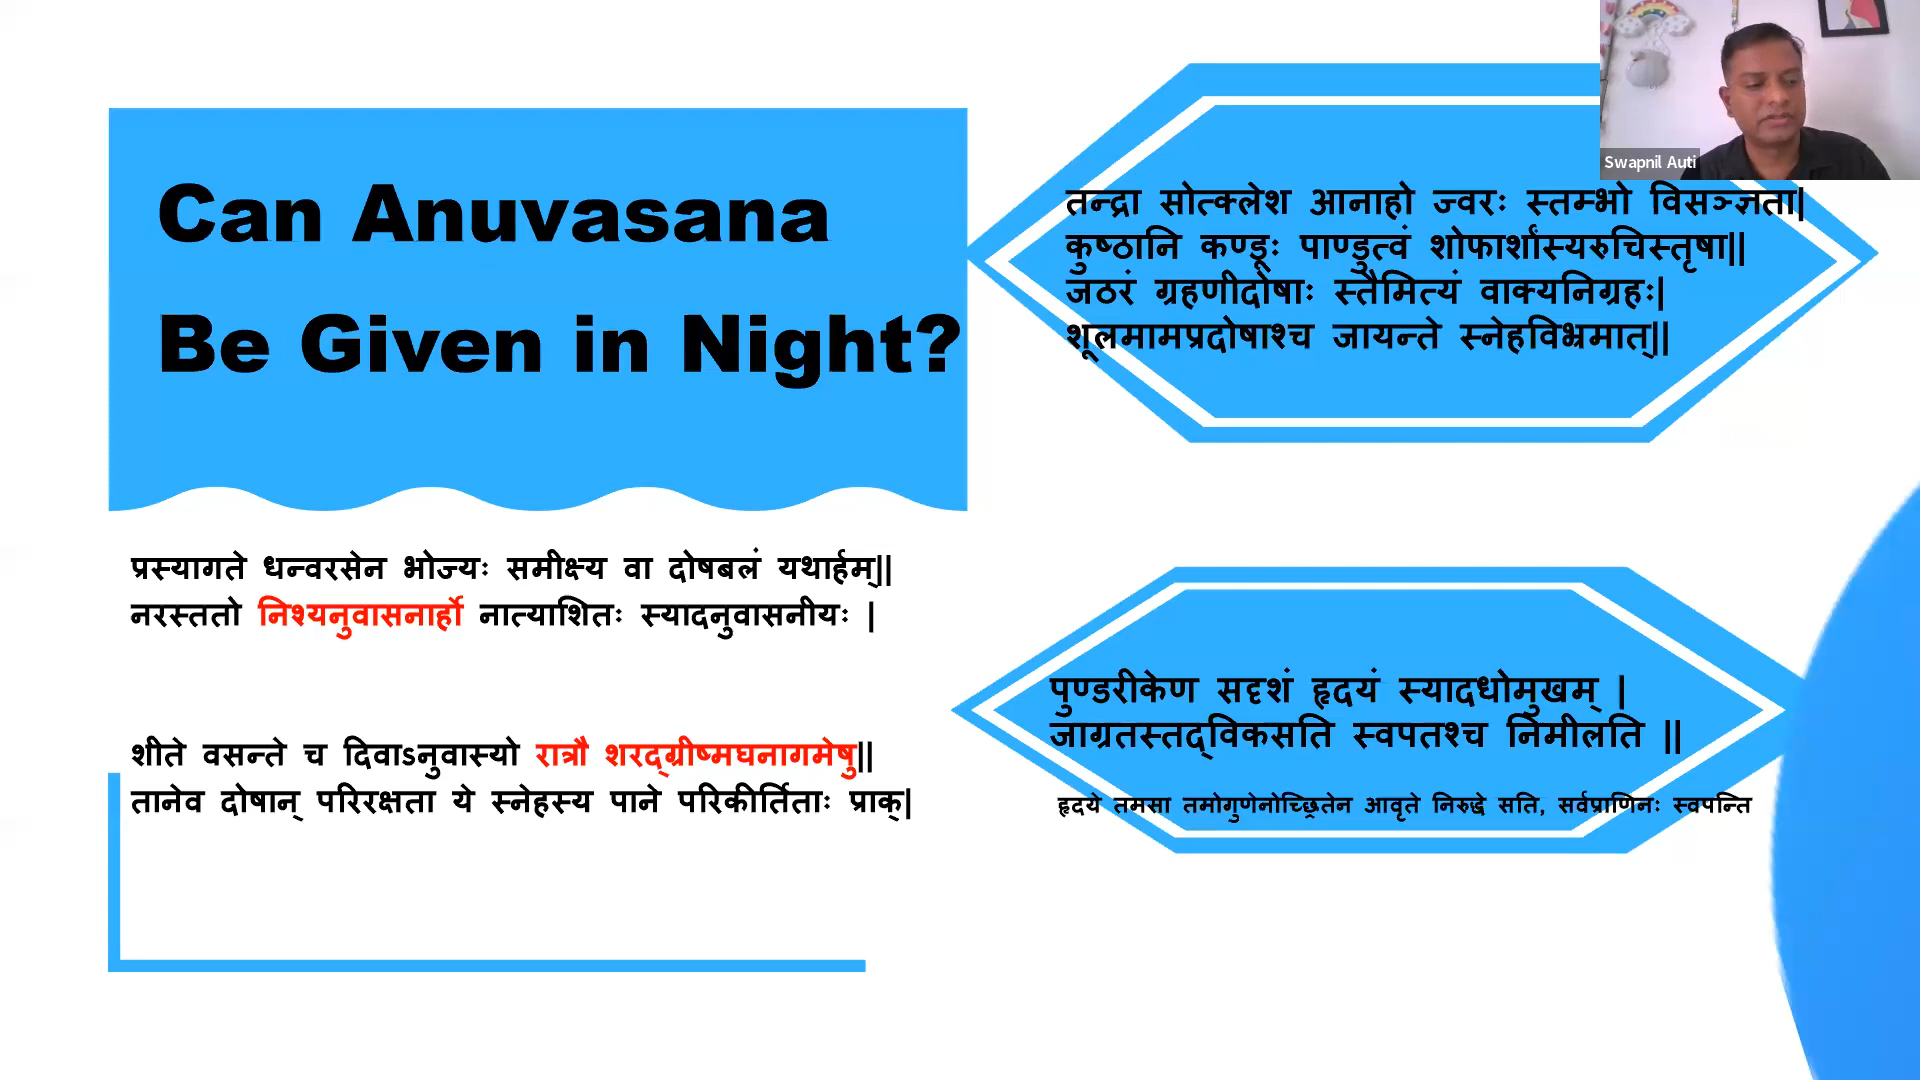 Can Anuvasana
Be Given in Night?
प्रस्यागते धन्वरसेन भोज्यः समीक्ष्य वा दोषबलं यथार्हम्||
नरस्ततो निश्यनुवासनार्हो नात्याशितः स्यादनुवासनीयः |
शीते वसन्ते च दिवाऽनुवास्यो रात्रौ शरद्ग्रीष्मघनागमेषु||
तानेव दोषान् परिरक्षता ये स्नेहस्य पाने परिकीर्तिताः प्राक्|
Swapnil Auti
तन्द्रा सोत्क्लेश आनाहो ज्वरः स्तम्भो विसञ्ज्ञता|
कुष्ठानि कण्डूः पाण्डुत्वं शोफार्शांस्यरुचिस्तृषा||
जठरं ग्रहणीदोषाः स्तैमित्यं वाक्यनिग्रहः|
शूलमामप्रदोषाश्च जायन्ते स्नेहविभ्रमात्||
पुण्डरीकेण सदृशं हृदयं स्यादधोमुखम् |
जाग्रतस्तद्विकसति स्वपतश्च निमीलति ||
हृदये तमसा तमोगुणेनोच्छ्रितेन आवृते निरुद्धे सति, सर्वप्राणिनः स्वपन्ति